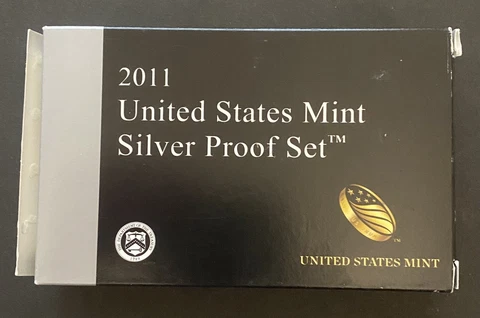 2011
United States Mint
Silver Proof Set™
UNITED STATES MINT